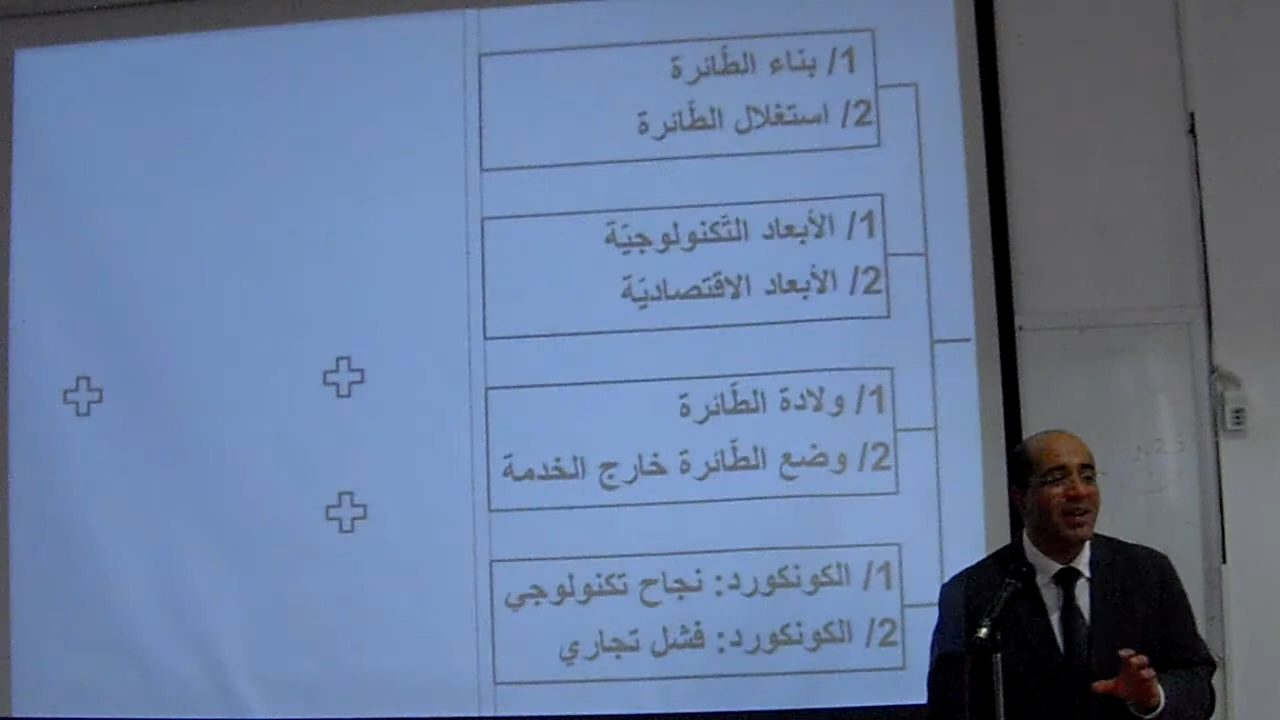 1/ بناء الطّائرة
2/ استغلال الطّائرة
1/ الأبعاد التّكنولوجيّة
2/ الأبعاد الاقتصاديّة
1/ ولادة الطّائرة
2/ وضع الطّائرة خارج الخدمة
1/ الكونكورد: نجاح تكنولوجي
2/ الكونكورد: فشل تجاري